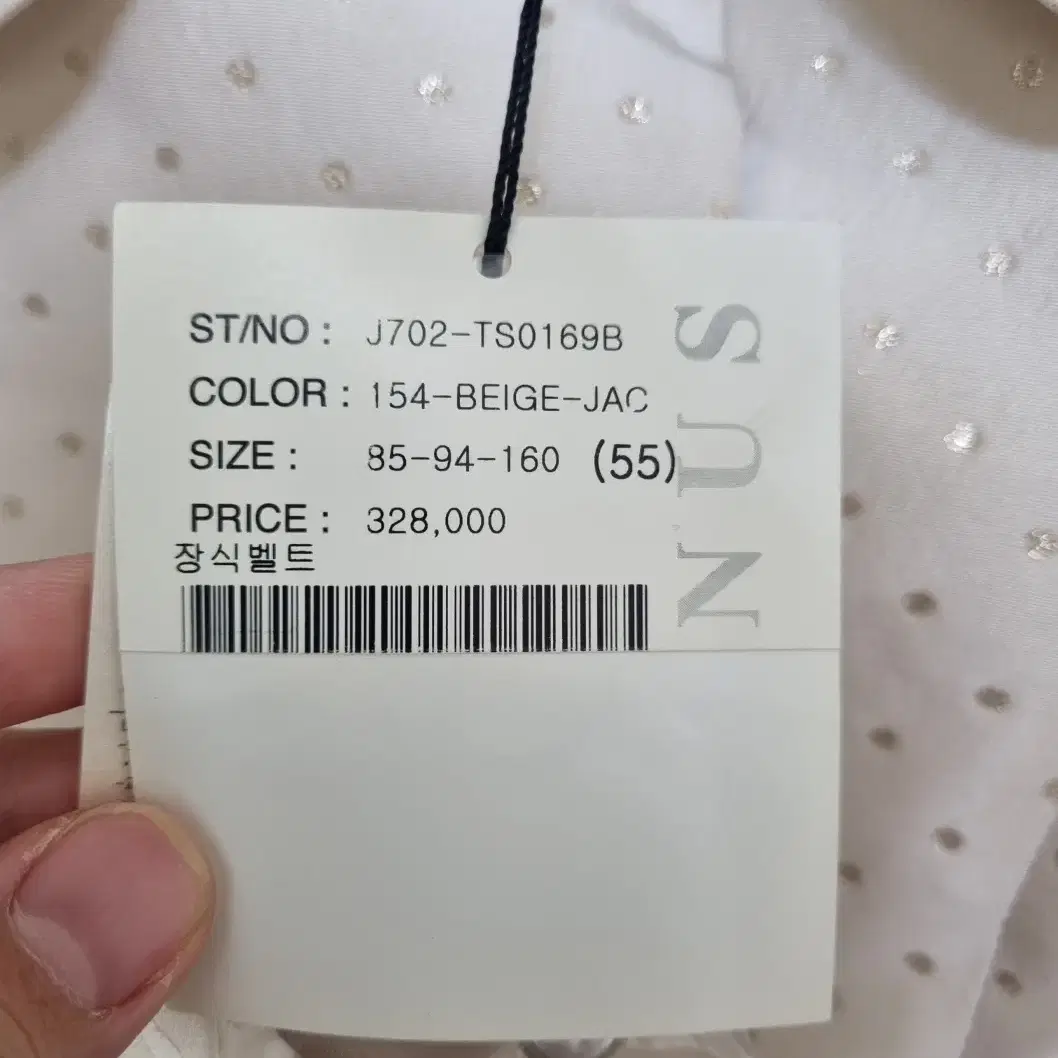 ST/NO : J702-TS0169B
COLOR : 154-BEIGE-JAC
SIZE : 85-94-160 (55)
PRICE : 328,000
장식벨트
NUS